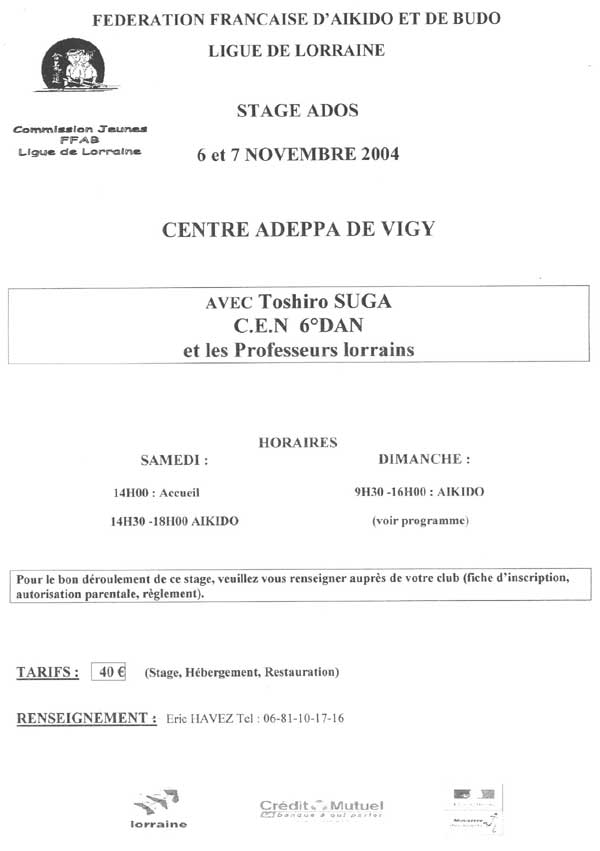 FEDERATION FRANCAISE D'AIKIDO ET DE BUDO
LIGUE DE LORRAINE
Commission Jeunes
FFAB
Ligue de Lorraine
STAGE ADOS
6 et 7 NOVEMBRE 2004
CENTRE ADEPPA DE VIGY
AVEC Toshiro SUGA
C.E.N 6°DAN
et les Professeurs lorrains
HORAIRES
SAMEDI :
14H00 : Accueil
14H30 -18H00 AIKIDO
DIMANCHE :
9H30 -16H00 : AIKIDO
(voir programme)
Pour le bon déroulement de ce stage, veuillez vous renseigner auprès de votre club (fiche d'inscription,
autorisation parentale, règlement).
TARIFS : 40 € (Stage, Hébergement, Restauration)
RENSEIGNEMENT : Eric HAVEZ Tel : 06-81-10-17-16
lorraine
Crédit Mutuel
banque à qui parler